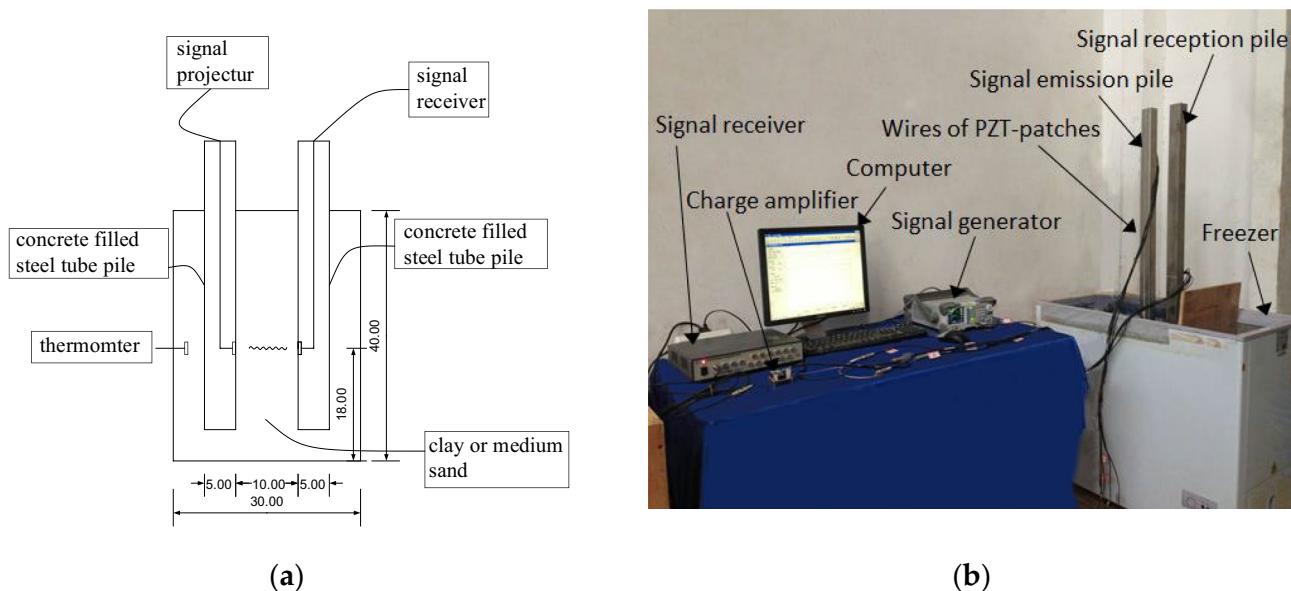 signal
projectur
signal
receiver
concrete filled
steel tube pile
concrete filled
steel tube pile
thermomter
40.00
18.00
clay or medium
sand
5.00
10.00
5.00
30.00
(a)
Signal reception pile
Signal emission pile
Signal receiver
Wires of PZT-patches
Computer
Charge amplifier
Signal generator
Freezer
(b)